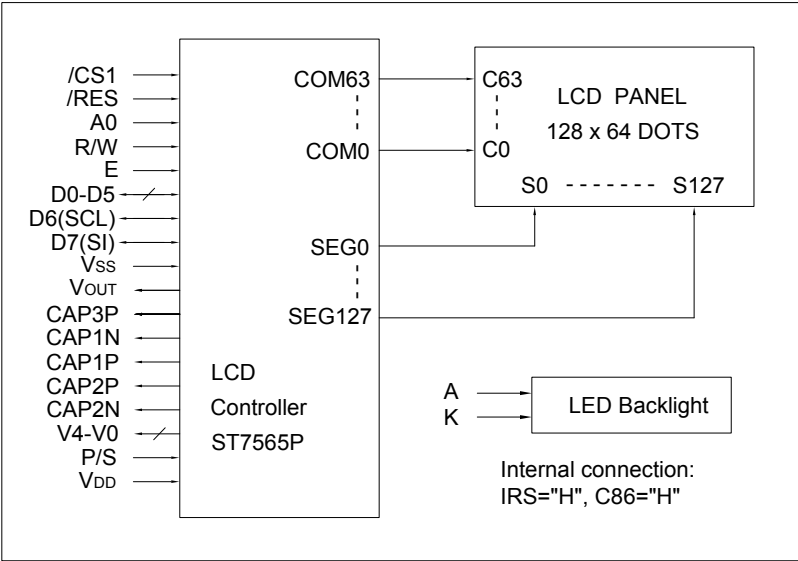 /CS1
/RES
A0
R/W
E
D0-D5
D6(SCL)
D7(SI)
VSS
VOUT
CAP3P
CAP1N
CAP1P
CAP2P
CAP2N
V4-V0
P/S
VDD
COM63
COM0
SEG0
SEG127
LCD
Controller
ST7565P
C63
C0
LCD PANEL
128 x 64 DOTS
S0 ------- S127
A
K
LED Backlight
Internal connection:
IRS="H", C86="H"